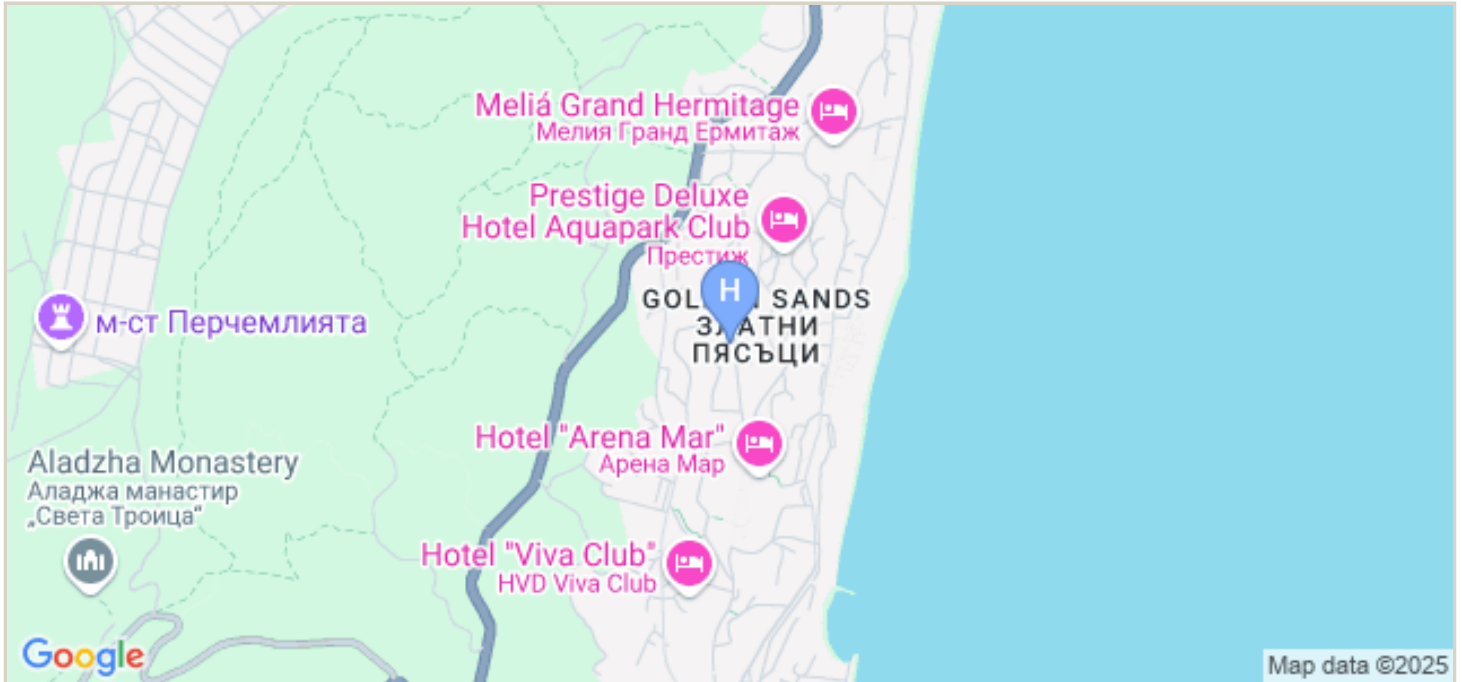 Meliá Grand Hermitage
Мелия Гранд Ермитаж
Prestige Deluxe
Hotel Aquapark Club
Престиж
H
SANDS
ЗЛАТНИ
ПЯСЪЦИ
м-ст Перчемлията
Hotel "Arena Mar"
Арена Мар
Aladzha Monastery
Аладжа манастир
„Света Троица“
Hotel "Viva Club"
HVD Viva Club
Google
Map data ©2025